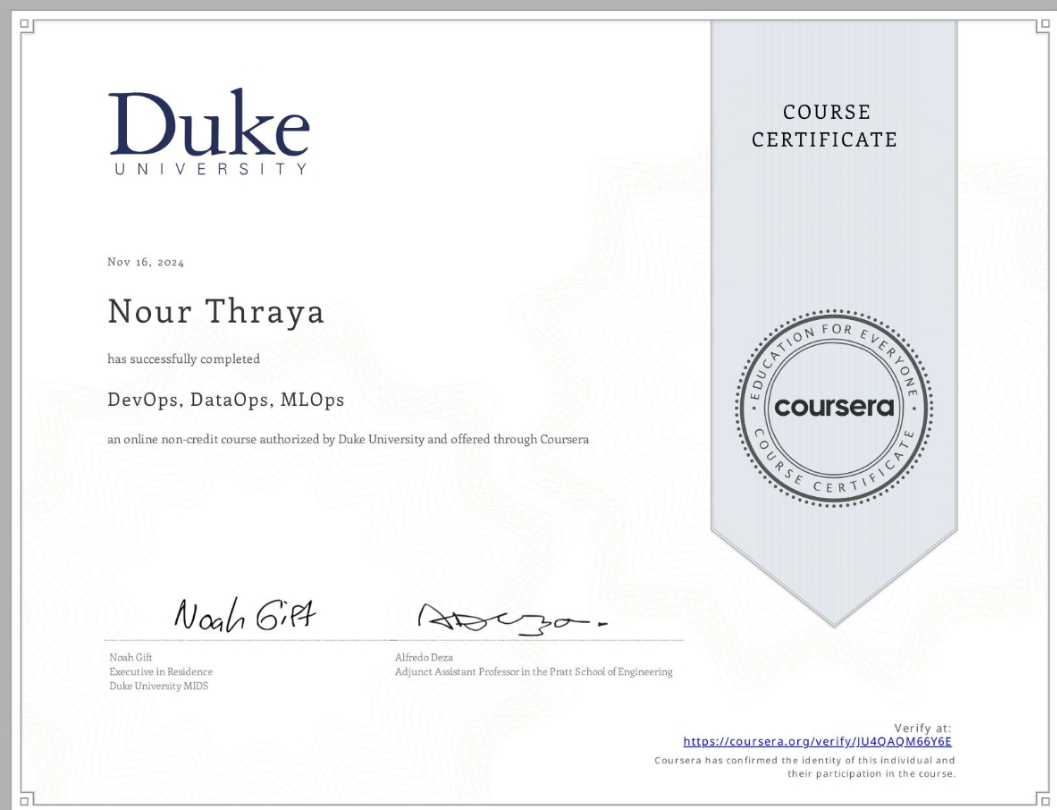 Duke
UNIVERSITY
COURSE
CERTIFICATE
Nov 16, 2024
Nour Thraya
has successfully completed
DevOps, DataOps, MLOps
an online non-credit course authorized by Duke University and offered through Coursera
EDUCATION FOR EVERYONE
coursera
COURSE CERTIFICATE
Noah Gift
Noah Gift
Executive in Residence
Duke University MIDS
Alfredo Deza
Adjunct Assistant Professor in the Pratt School of Engineering
Verify at:
https://coursera.org/verify/JU4QAQM66Y6E
Coursera has confirmed the identity of this individual and
their participation in the course.